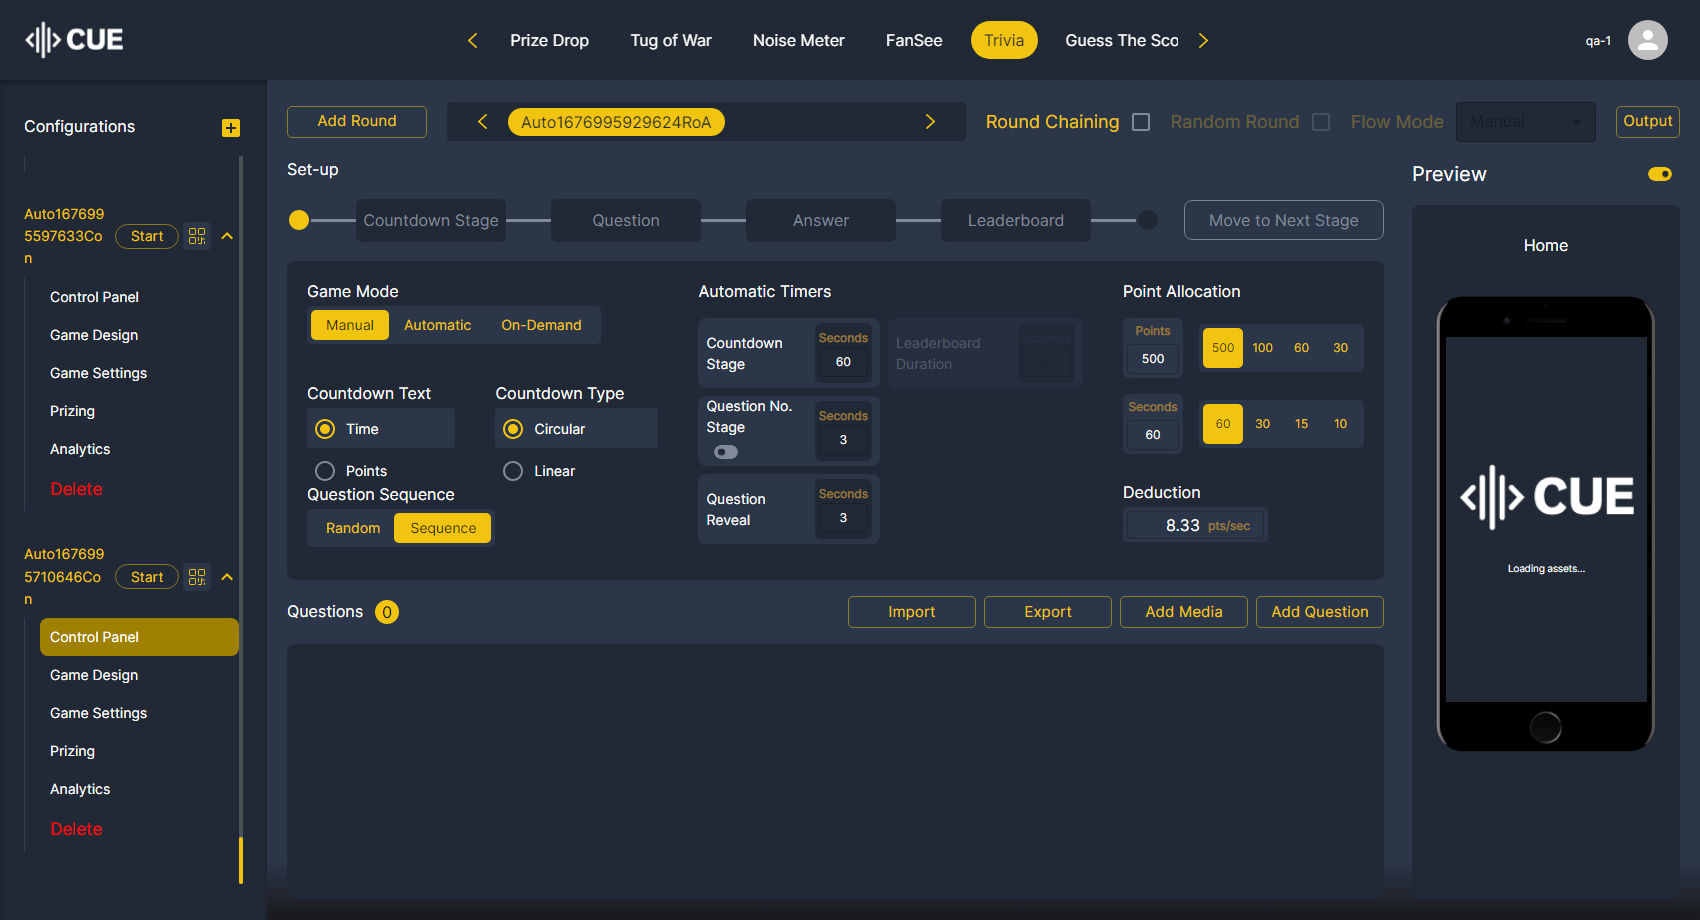 CUE
Prize Drop
Tug of War
Noise Meter
FanSee
Trivia
Guess The Sco
qa-1
Configurations
Auto167699
5597633Co
n
Start
Control Panel
Game Design
Game Settings
Prizing
Analytics
Delete
Auto167699
5710646Co
n
Start
Control Panel
Game Design
Game Settings
Prizing
Analytics
Delete
Add Round
Auto1676995929624RoA
Round Chaining
Random Round
Flow Mode
Manual
Output
Set-up
Countdown Stage
Question
Answer
Leaderboard
Move to Next Stage
Game Mode
Manual
Automatic
On-Demand
Countdown Text
Time
Points
Countdown Type
Circular
Linear
Question Sequence
Random
Sequence
Automatic Timers
Countdown
Stage
Seconds
60
Leaderboard
Duration
Seconds
Question No.
Stage
Seconds
3
Question
Reveal
Seconds
3
Point Allocation
Points
500
500
100
60
30
Seconds
60
60
30
15
10
Deduction
8.33 pts/sec
Questions 0
Import
Export
Add Media
Add Question
Preview
Home
CUE
Loading assets...